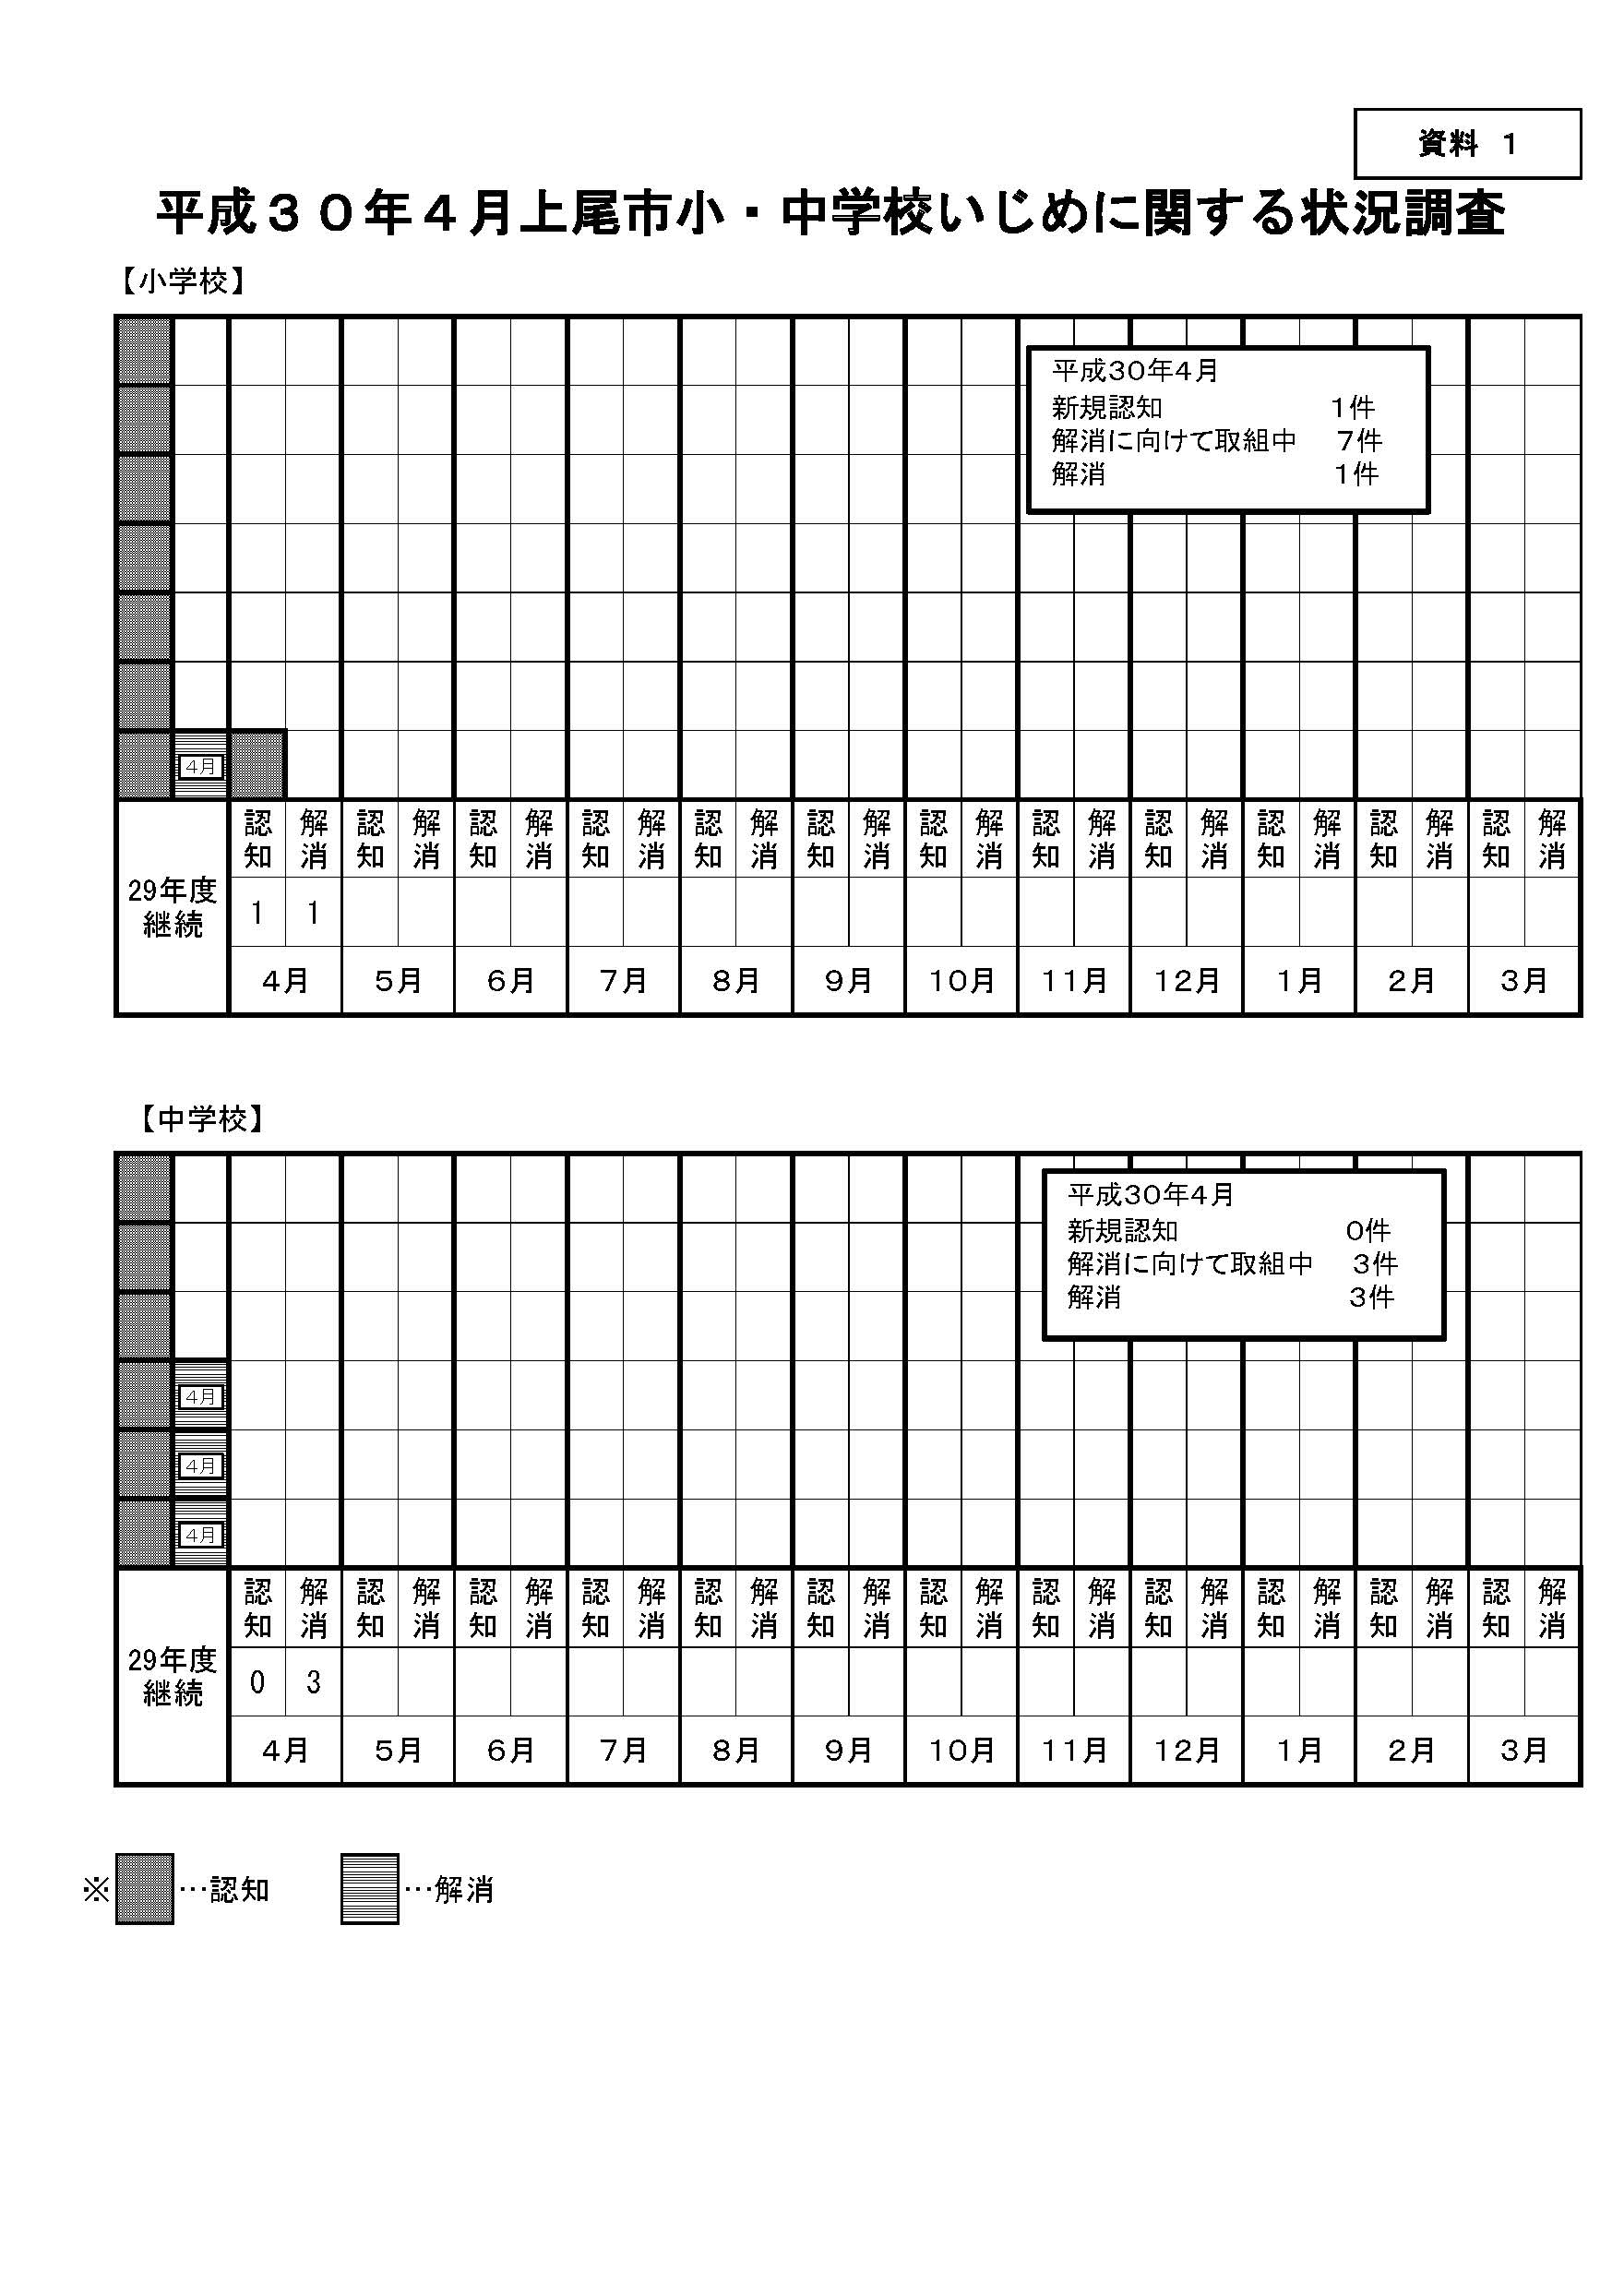 資料　１
平成３０年４月上尾市小・中学校いじめに関する状況調査
【小学校】
平成３０年４月
新規認知　１件
解消に向けて取組中　７件
解消　１件
４月
認知 解消 認知 解消 認知 解消 認知 解消 認知 解消 認知 解消 認知 解消 認知 解消 認知 解消 認知 解消 認知 解消 認知 解消
29年度
継続
1 1
４月 ５月 ６月 ７月 ８月 ９月 １０月 １１月 １２月 １月 ２月 ３月
【中学校】
平成３０年４月
新規認知　０件
解消に向けて取組中　３件
解消　３件
４月
４月
４月
認知 解消 認知 解消 認知 解消 認知 解消 認知 解消 認知 解消 認知 解消 認知 解消 認知 解消 認知 解消 認知 解消 認知 解消
29年度
継続
0 3
４月 ５月 ６月 ７月 ８月 ９月 １０月 １１月 １２月 １月 ２月 ３月
※ …認知 …解消